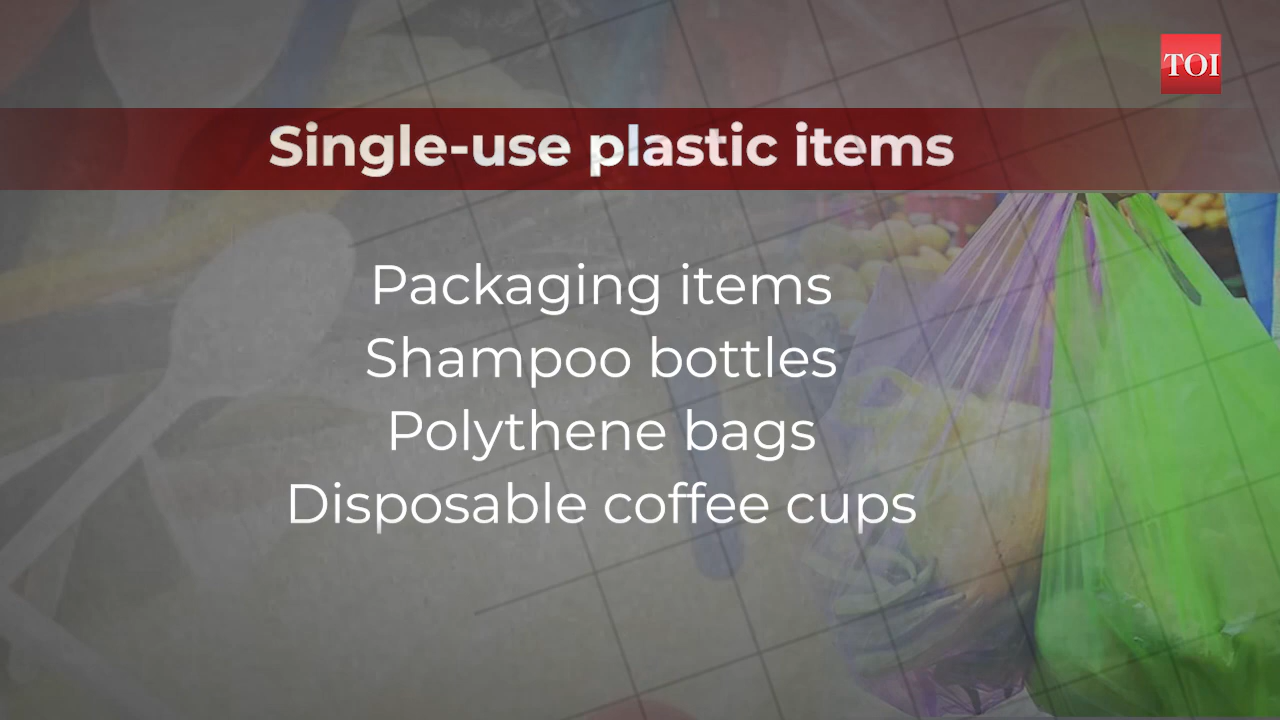 TOI
Single-use plastic items
Packaging items
Shampoo bottles
Polythene bags
Disposable coffee cups